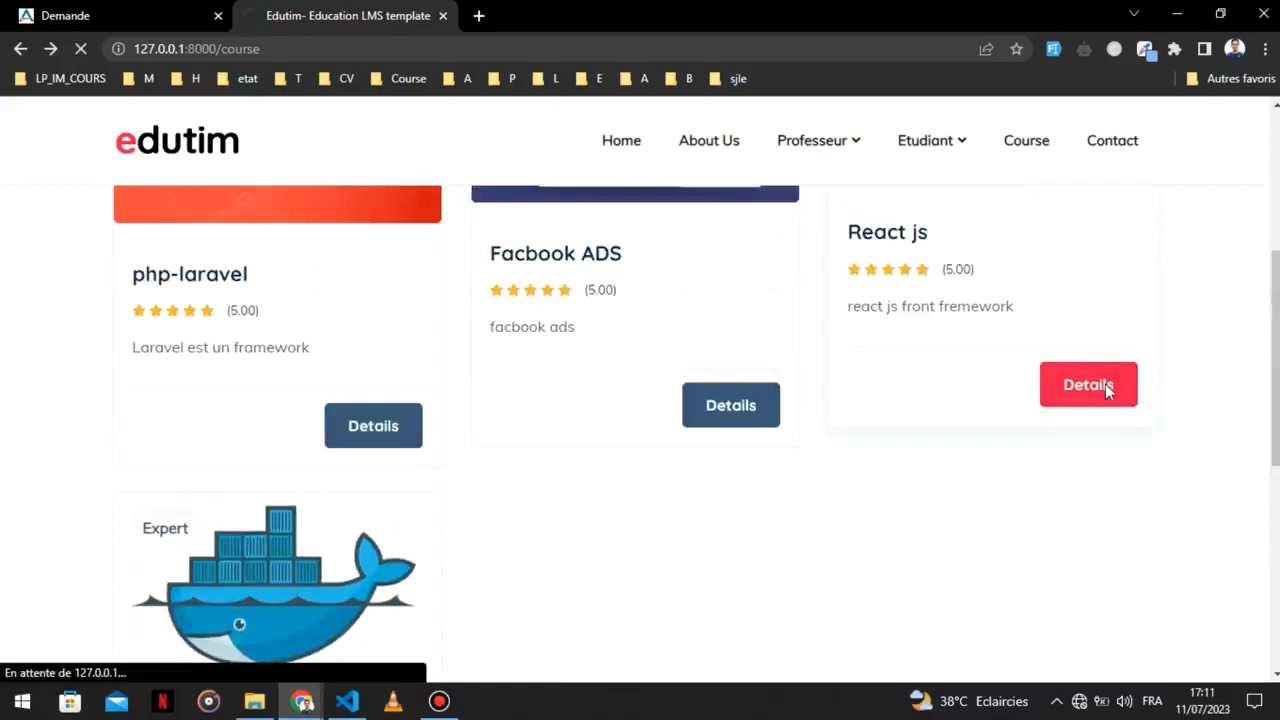 Demande
Edutim- Education LMS template
127.0.0.1:8000/course
LP_IM_COURS M H etat T CV Course A P L E A B sjle Autres favoris
edutim
Home About Us Professeur Etudiant Course Contact
php-laravel
(5.00)
Laravel est un framework
Details
Facbook ADS
(5.00)
facbook ads
Details
React js
(5.00)
react js front fremework
Details
Expert
En attente de 127.0.0.1...
38°C Eclaircies
FRA
17:11
11/07/2023